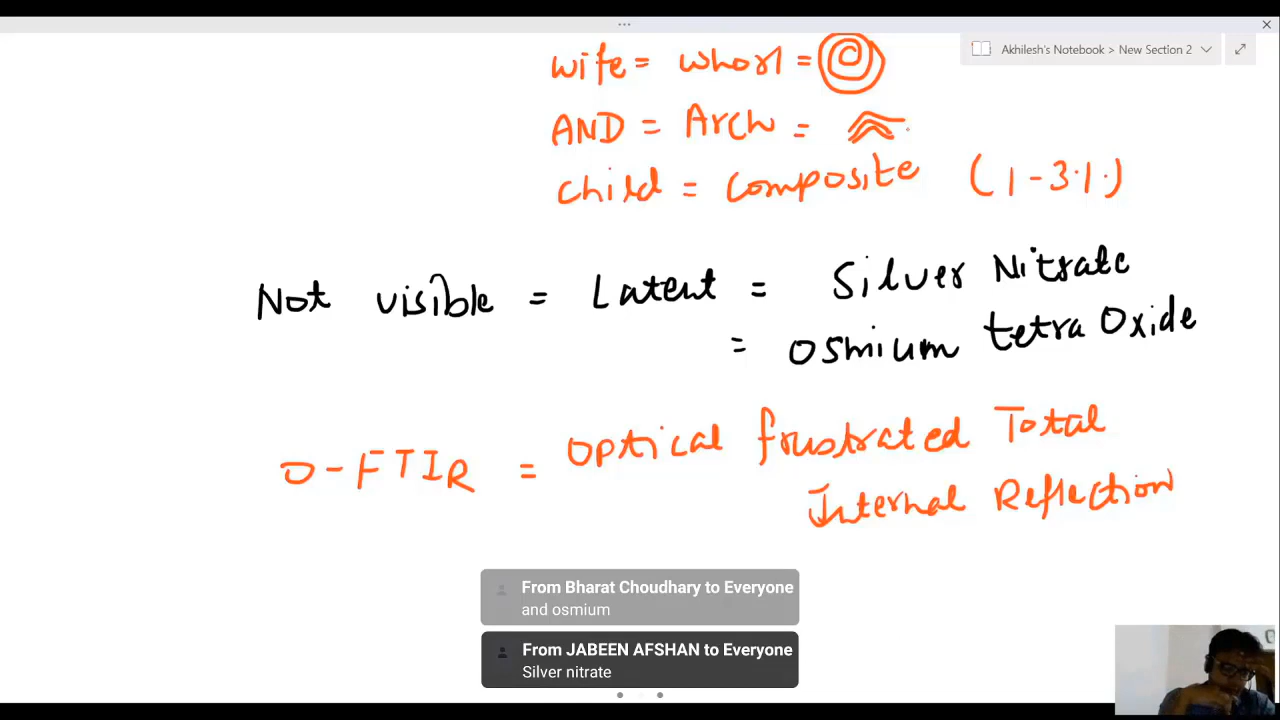 Akhilesh's Notebook > New Section 2
wife = whorl =
AND = Arch =
child = composite (1-3%)
Not visible = Latent = Silver Nitrate
= Osmium tetra Oxide
O-FTIR = Optical frustrated Total
Internal Reflection
From Bharat Choudhary to Everyone
and osmium
From JABEEN AFSHAN to Everyone
Silver nitrate